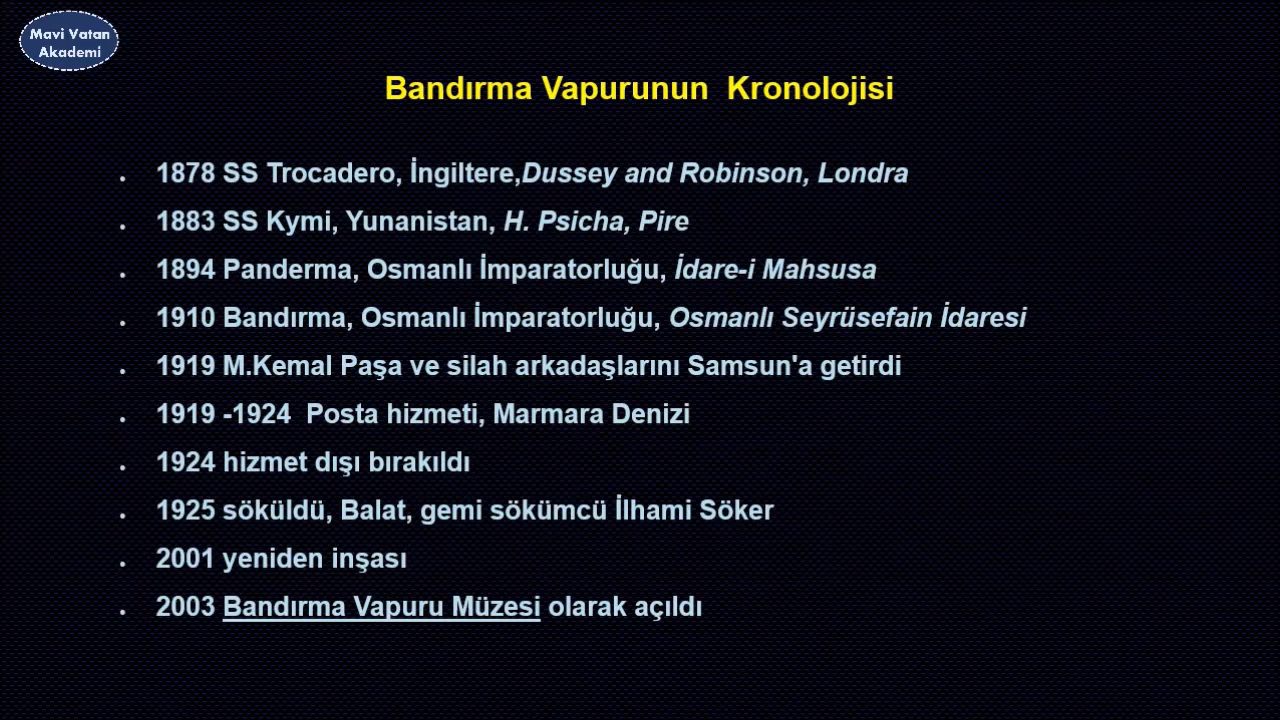 Mavi Vatan
Akademi
Bandırma Vapurunun  Kronolojisi
• 1878 SS Trocadero, İngiltere,Dussey and Robinson, Londra
• 1883 SS Kymi, Yunanistan, H. Psicha, Pire
• 1894 Panderma, Osmanlı İmparatorluğu, İdare-i Mahsusa
• 1910 Bandırma, Osmanlı İmparatorluğu, Osmanlı Seyrüsefain İdaresi
• 1919 M.Kemal Paşa ve silah arkadaşlarını Samsun'a getirdi
• 1919 -1924  Posta hizmeti, Marmara Denizi
• 1924 hizmet dışı bırakıldı
• 1925 söküldü, Balat, gemi sökümcü İlhami Söker
• 2001 yeniden inşası
• 2003 Bandırma Vapuru Müzesi olarak açıldı